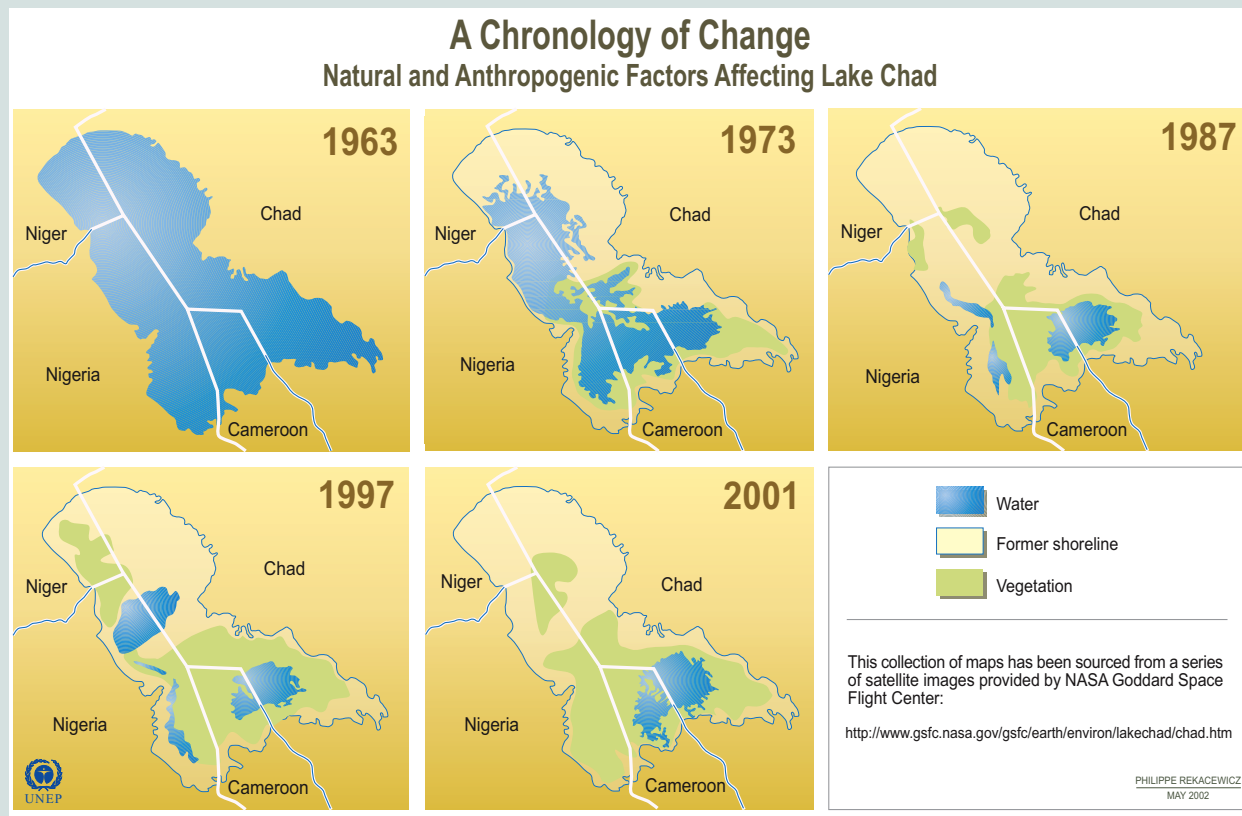 A Chronology of Change
Natural and Anthropogenic Factors Affecting Lake Chad
1963
Chad
Niger
Nigeria
Cameroon
1973
Chad
Niger
Nigeria
Cameroon
1987
Chad
Niger
Nigeria
Cameroon
1997
Chad
Niger
Nigeria
Cameroon
UNEP
2001
Chad
Niger
Nigeria
Cameroon
Water
Former shoreline
Vegetation
This collection of maps has been sourced from a series
of satellite images provided by NASA Goddard Space
Flight Center:
http://www.gsfc.nasa.gov/gsfc/earth/environ/lakechad/chad.htm
PHILIPPE REKACEWICZ
MAY 2002